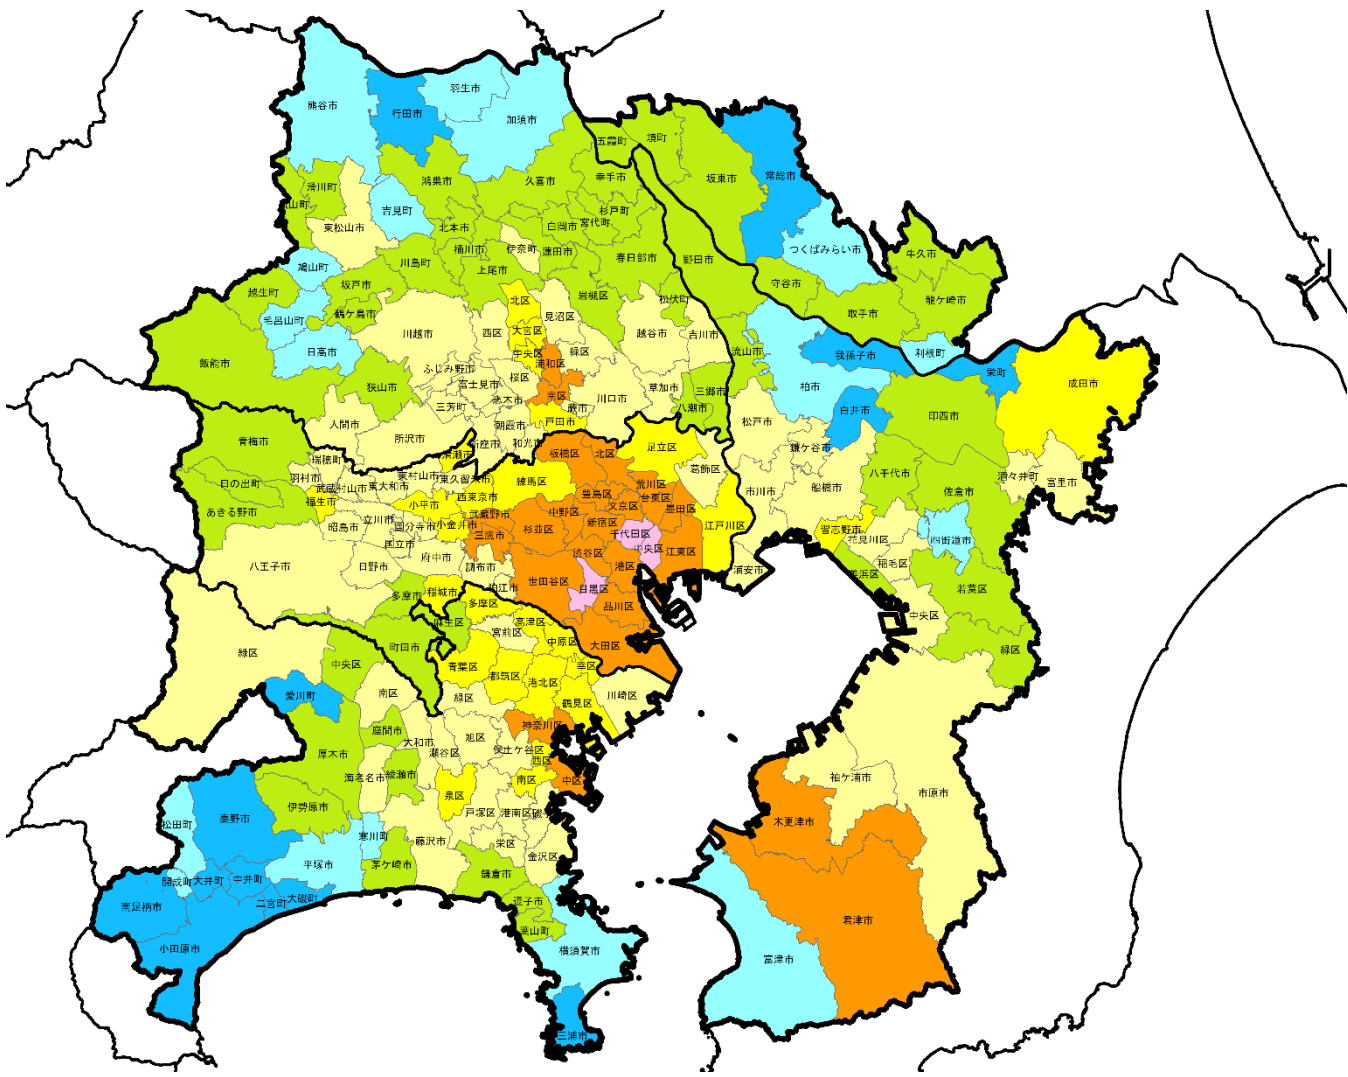 熊谷市
行田市
羽生市
加須市
五霞町
境町
滑川町
鴻巣市
久喜市
幸手市
坂東市
常総市
吉見町
東松山市
北本市
白岡市
宮代町
杉戸町
桶川市
伊奈町
蓮田市
春日部市
野田市
つくばみらい市
牛久市
鳩山町
川島町
上尾市
越生町
坂戸市
鶴ケ島市
毛呂山町
岩槻区
松伏町
守谷市
取手市
龍ケ崎市
北区
見沼区
川越市
西区
大宮区
越谷市
吉川市
飯能市
日高市
中央区
浦和区
緑区
流山市
我孫子市
利根町
栄町
成田市
ふじみ野市
富士見市
桜区
狭山市
南区
川口市
草加市
三郷市
柏市
八潮市
三芳町
志木市
蕨市
戸田市
朝霞市
白井市
印西市
入間市
所沢市
新座市
和光市
松戸市
鎌ケ谷市
青梅市
瑞穂町
清瀬市
板橋区
北区
足立区
葛飾区
日の出町
羽村市
武蔵村山市
東大和市
東村山市
東久留米市
練馬区
豊島区
荒川区
台東区
市川市
船橋市
八千代市
佐倉市
酒々井町
富里市
あきる野市
福生市
小平市
西東京市
武蔵野市
中野区
文京区
墨田区
昭島市
立川市
国分寺市
小金井市
三鷹市
杉並区
新宿区
千代田区
江戸川区
習志野市
花見川区
四街道市
国立市
府中市
調布市
渋谷区
中央区
江東区
八王子市
日野市
狛江市
世田谷区
目黒区
港区
浦安市
美浜区
稲毛区
若葉区
多摩市
稲城市
多摩区
高津区
品川区
中央区
緑区
麻生区
宮前区
中原区
大田区
緑区
中央区
町田市
青葉区
都筑区
港北区
幸区
川崎区
愛川町
南区
緑区
鶴見区
座間市
大和市
瀬谷区
旭区
神奈川区
保土ケ谷区
西区
厚木市
海老名市
綾瀬市
泉区
南区
中区
袖ケ浦市
市原市
松田町
秦野市
伊勢原市
寒川町
藤沢市
戸塚区
港南区
木更津市
平塚市
茅ケ崎市
栄区
金沢区
開成町
大井町
中井町
鎌倉市
南足柄市
二宮町
大磯町
逗子市
葉山町
君津市
小田原市
横須賀市
富津市
三浦市